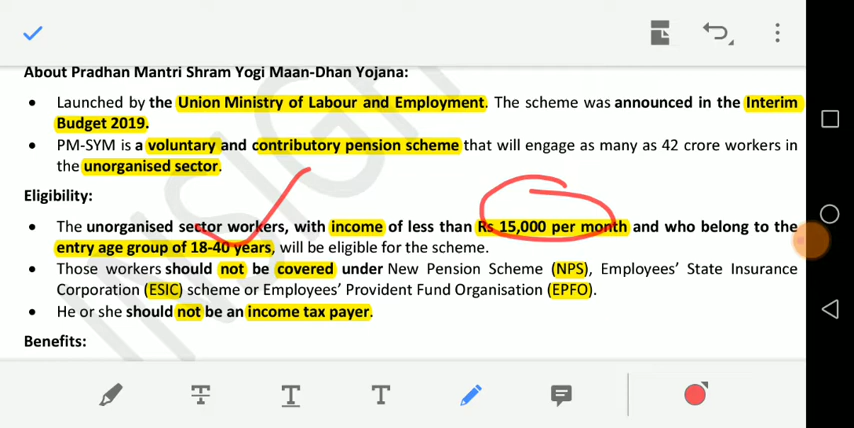 About Pradhan Mantri Shram Yogi Maan-Dhan Yojana:
• Launched by the Union Ministry of Labour and Employment. The scheme was announced in the Interim
Budget 2019.
• PM-SYM is a voluntary and contributory pension scheme that will engage as many as 42 crore workers in
the unorganised sector.
Eligibility:
• The unorganised sector workers, with income of less than Rs 15,000 per month and who belong to the
entry age group of 18-40 years, will be eligible for the scheme.
• Those workers should not be covered under New Pension Scheme (NPS), Employees’ State Insurance
Corporation (ESIC) scheme or Employees’ Provident Fund Organisation (EPFO).
• He or she should not be an income tax payer.
Benefits:
T
T
T